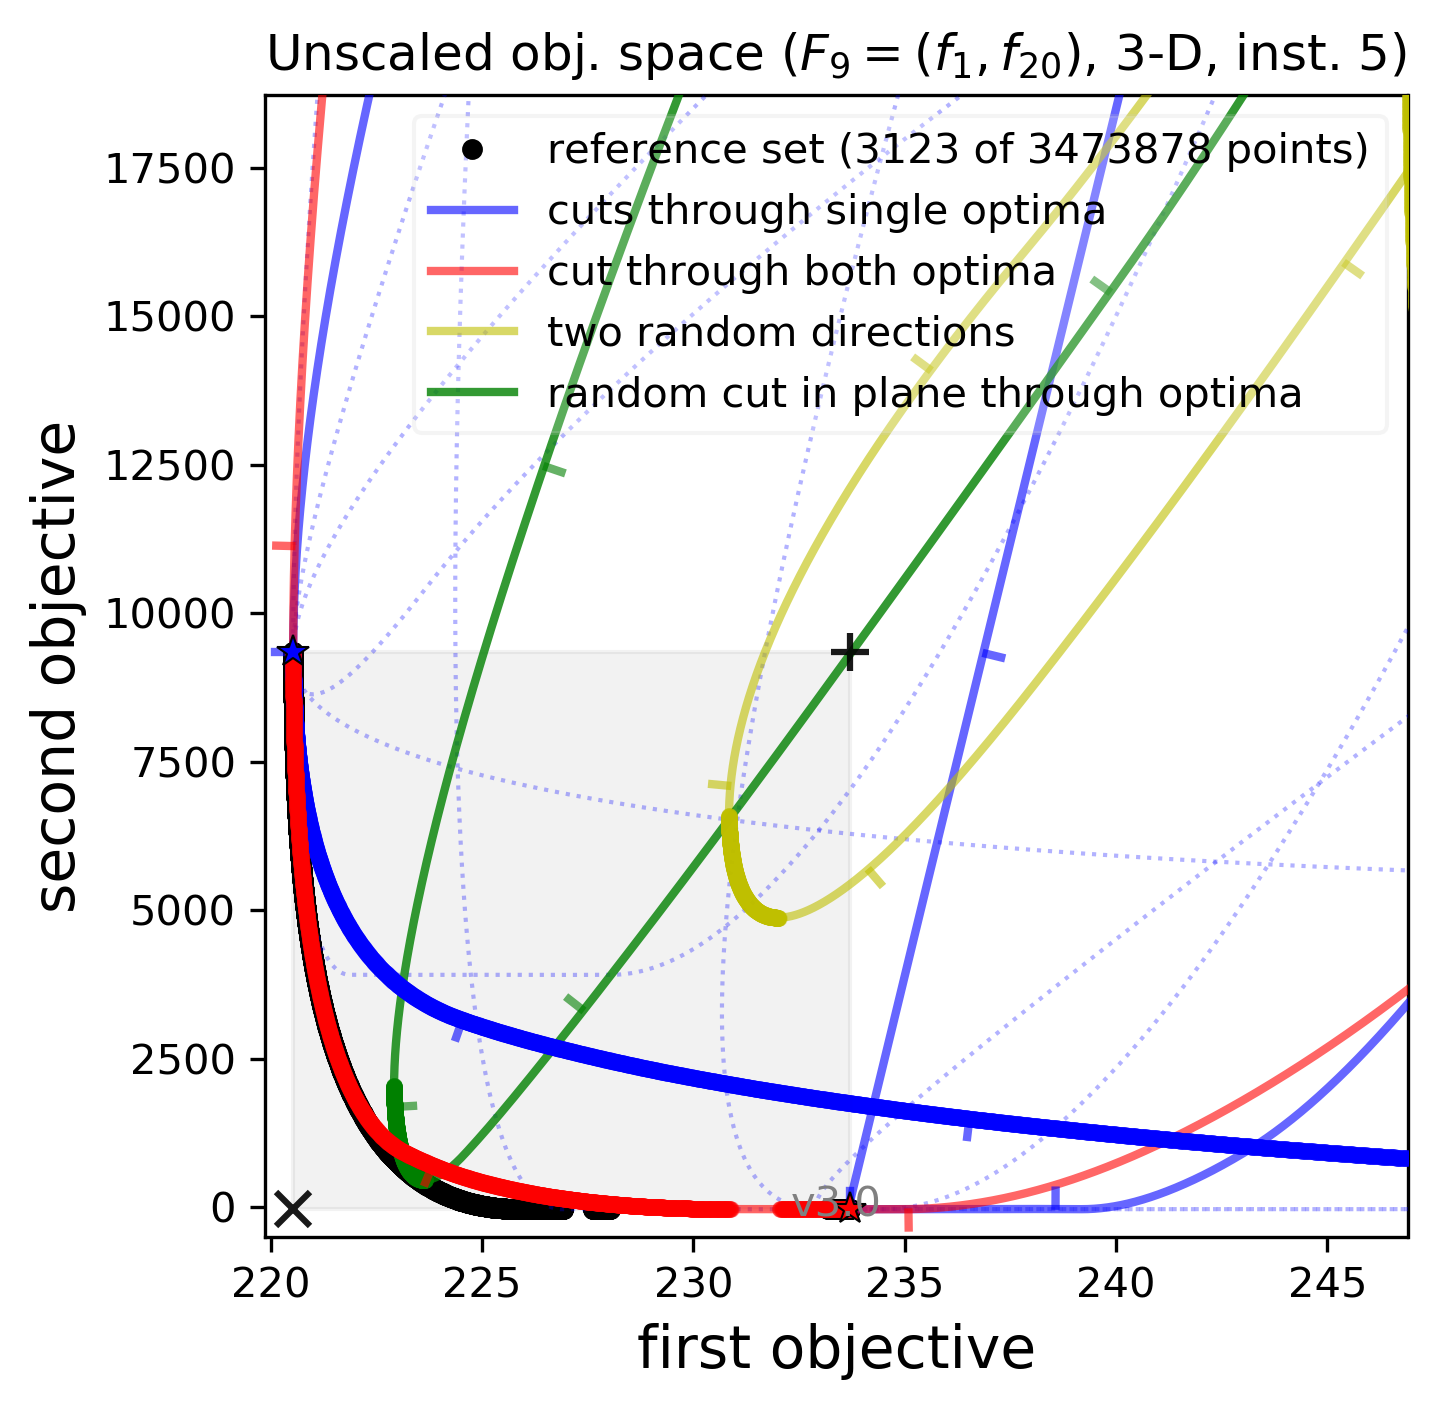 Unscaled obj. space (F₉ = (f₁, f₂₀), 3-D, inst. 5)
reference set (3123 of 3473878 points)
cuts through single optima
cut through both optima
two random directions
random cut in plane through optima
17500
15000
12500
10000
7500
5000
2500
0
second objective
v3.0
220
225
230
235
240
245
first objective